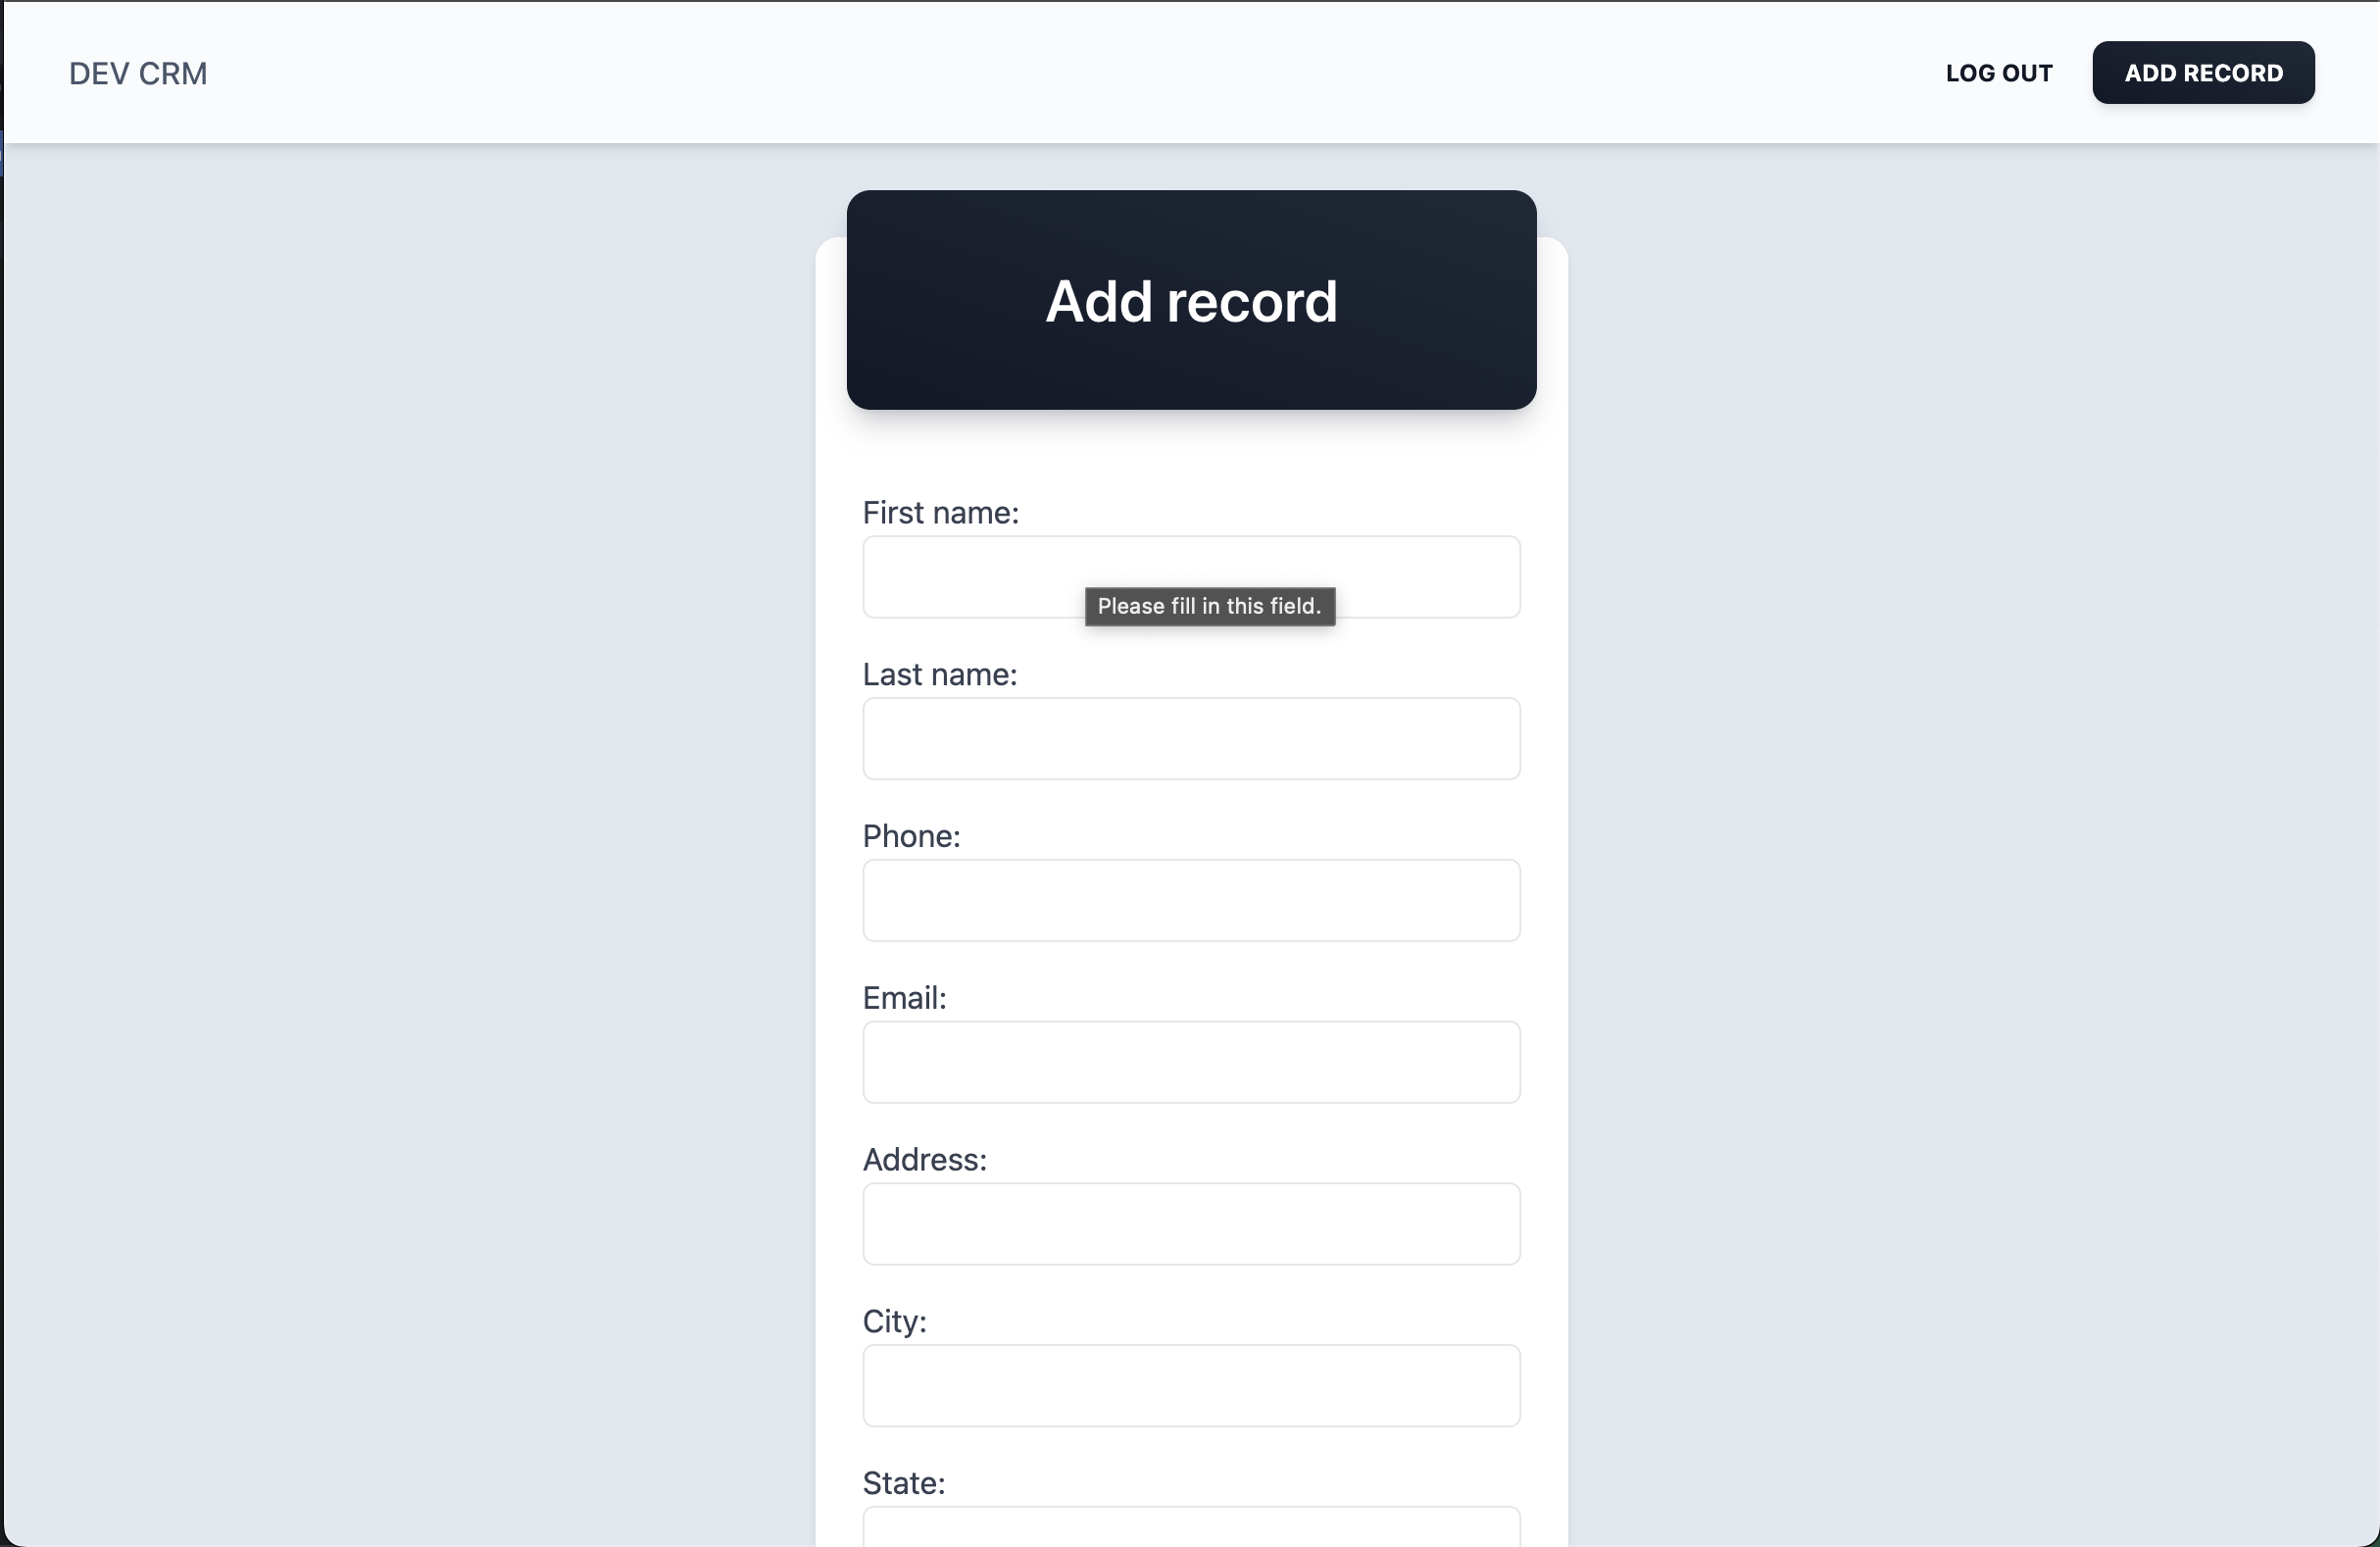 DEV CRM
LOG OUT
ADD RECORD
Add record
First name:
Please fill in this field.
Last name:
Phone:
Email:
Address:
City:
State: